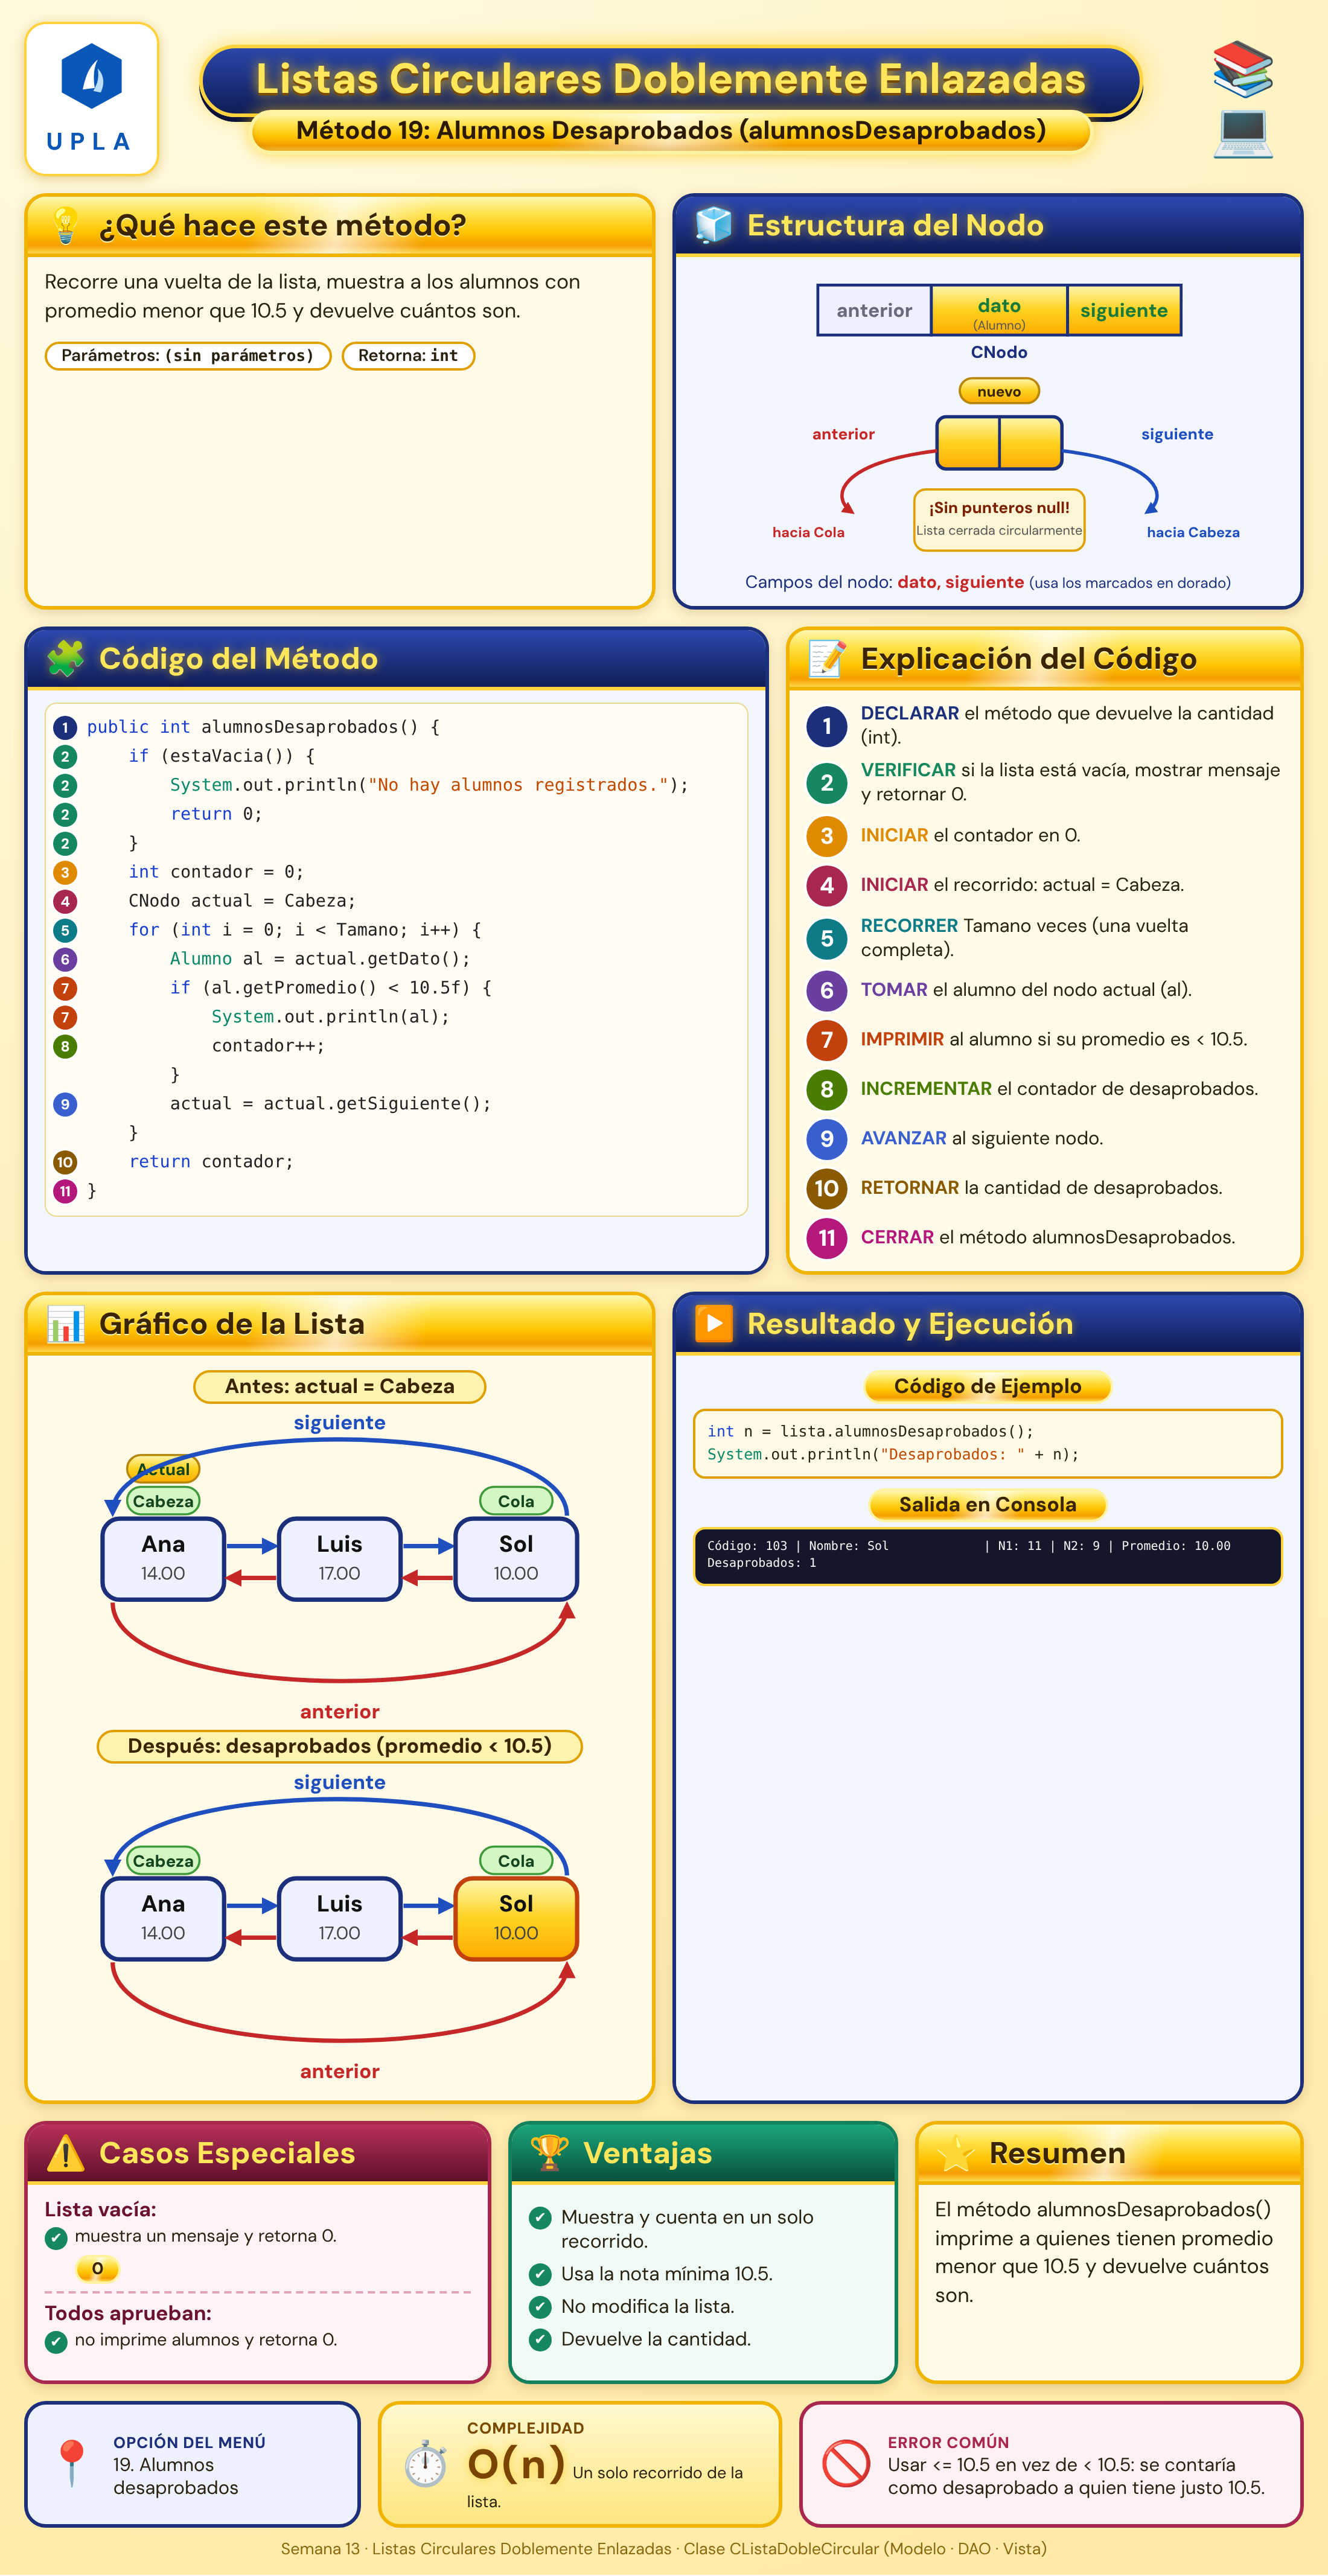 UPLA
Listas Circulares Doblemente Enlazadas
Método 19: Alumnos Desaprobados (alumnosDesaprobados)
¿Qué hace este método?
Recorre una vuelta de la lista, muestra a los alumnos con
promedio menor que 10.5 y devuelve cuántos son.
Parámetros: (sin parámetros)
Retorna: int
Estructura del Nodo
anterior
dato
(Alumno)
siguiente
CNodo
nuevo
anterior
siguiente
¡Sin punteros null!
Lista cerrada circularmente
hacia Cola
hacia Cabeza
Campos del nodo: dato, siguiente (usa los marcados en dorado)
Código del Método
1 public int alumnosDesaprobados() {
2 if (estaVacia()) {
2 System.out.println("No hay alumnos registrados.");
2 return 0;
2 }
3 int contador = 0;
4 CNodo actual = Cabeza;
5 for (int i = 0; i < Tamano; i++) {
6 Alumno al = actual.getDato();
7 if (al.getPromedio() < 10.5f) {
7 System.out.println(al);
8 contador++;
}
9 actual = actual.getSiguiente();
}
10 return contador;
11 }
Explicación del Código
1 DECLARAR el método que devuelve la cantidad
(int).
2 VERIFICAR si la lista está vacía, mostrar mensaje
y retornar 0.
3 INICIAR el contador en 0.
4 INICIAR el recorrido: actual = Cabeza.
5 RECORRER Tamano veces (una vuelta
completa).
6 TOMAR el alumno del nodo actual (al).
7 IMPRIMIR al alumno si su promedio es < 10.5.
8 INCREMENTAR el contador de desaprobados.
9 AVANZAR al siguiente nodo.
10 RETORNAR la cantidad de desaprobados.
11 CERRAR el método alumnosDesaprobados.
Gráfico de la Lista
Antes: actual = Cabeza
siguiente
Actual
Cabeza
Cola
Ana
14.00
Luis
17.00
Sol
10.00
anterior
Después: desaprobados (promedio < 10.5)
siguiente
Cabeza
Cola
Ana
14.00
Luis
17.00
Sol
10.00
anterior
Resultado y Ejecución
Código de Ejemplo
int n = lista.alumnosDesaprobados();
System.out.println("Desaprobados: " + n);
Salida en Consola
Código: 103 | Nombre: Sol | N1: 11 | N2: 9 | Promedio: 10.00
Desaprobados: 1
Casos Especiales
Lista vacía:
muestra un mensaje y retorna 0.
0
Todos aprueban:
no imprime alumnos y retorna 0.
Ventajas
Muestra y cuenta en un solo
recorrido.
Usa la nota mínima 10.5.
No modifica la lista.
Devuelve la cantidad.
Resumen
El método alumnosDesaprobados()
imprime a quienes tienen promedio
menor que 10.5 y devuelve cuántos
son.
OPCIÓN DEL MENÚ
19. Alumnos
desaprobados
COMPLEJIDAD
O(n) Un solo recorrido de la
lista.
ERROR COMÚN
Usar <= 10.5 en vez de < 10.5: se contaría
como desaprobado a quien tiene justo 10.5.
Semana 13 · Listas Circulares Doblemente Enlazadas · Clase CListaDobleCircular (Modelo · DAO · Vista)